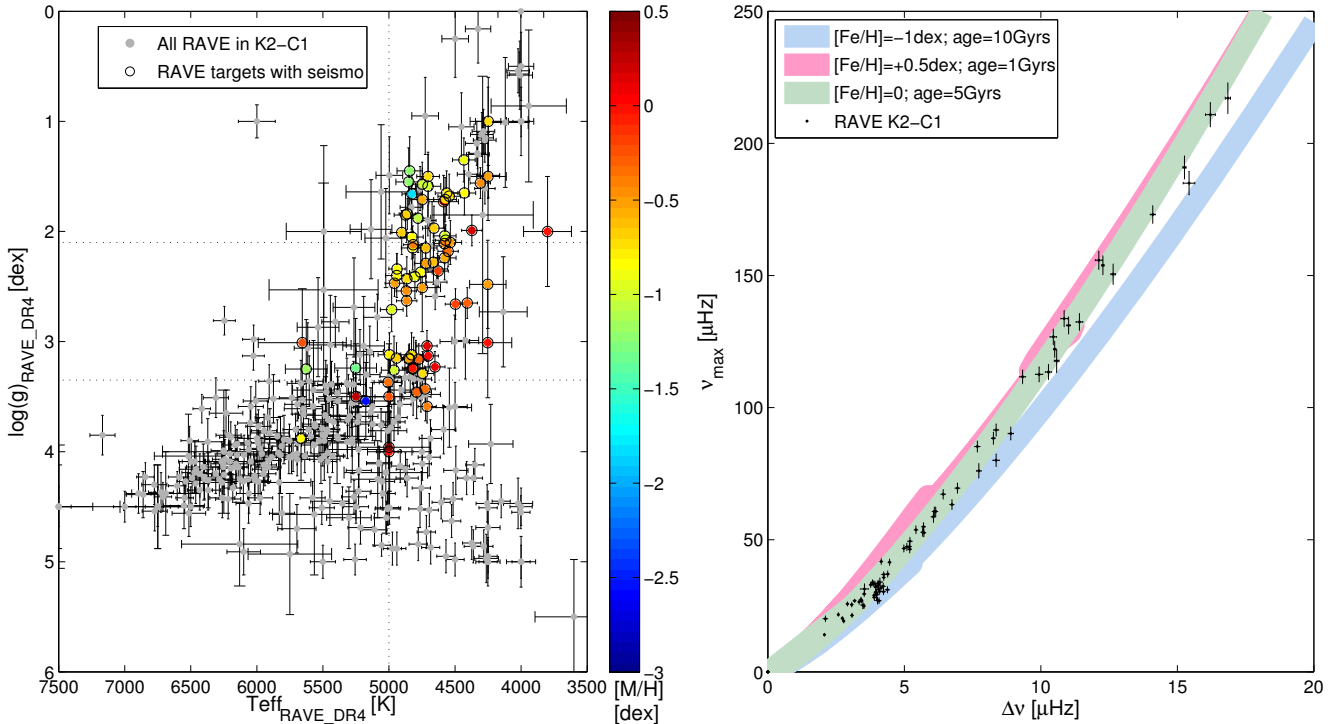 All RAVE in K2−C1
RAVE targets with seismo
0
1
2
3
4
5
6
log(g)RAVE_DR4 [dex]
7500 7000 6500 6000 5500 5000 4500 4000 3500
TeffRAVE_DR4 [K]
0.5
0
−0.5
−1
−1.5
−2
−2.5
−3
[M/H]
[dex]
[Fe/H]=−1dex; age=10Gyrs
[Fe/H]=+0.5dex; age=1Gyrs
[Fe/H]=0; age=5Gyrs
RAVE K2−C1
250
200
150
100
50
0
νmax [μHz]
0 5 10 15 20
Δν [μHz]